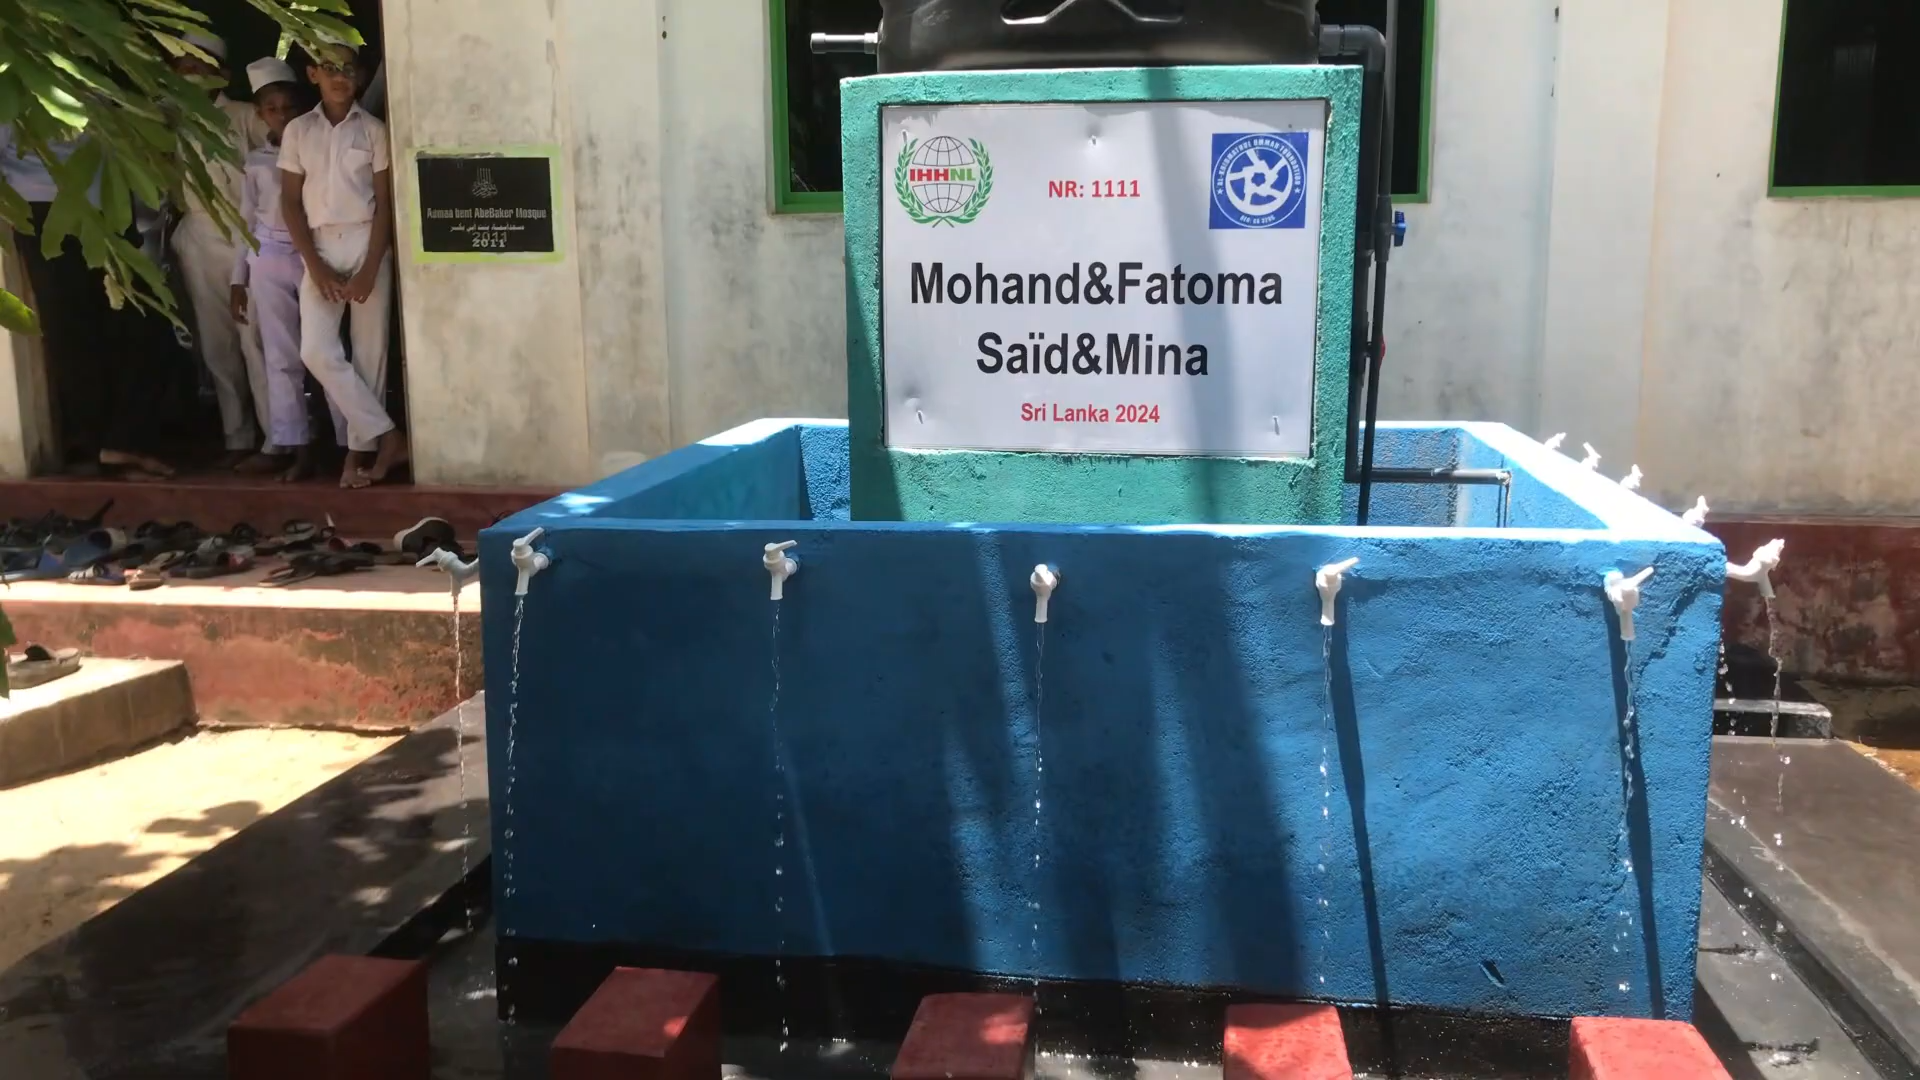 Asmaa bent AbeBaker Mosque
2011
IHHNL
NR: 1111
Mohand&Fatoma
Saïd&Mina
Sri Lanka 2024